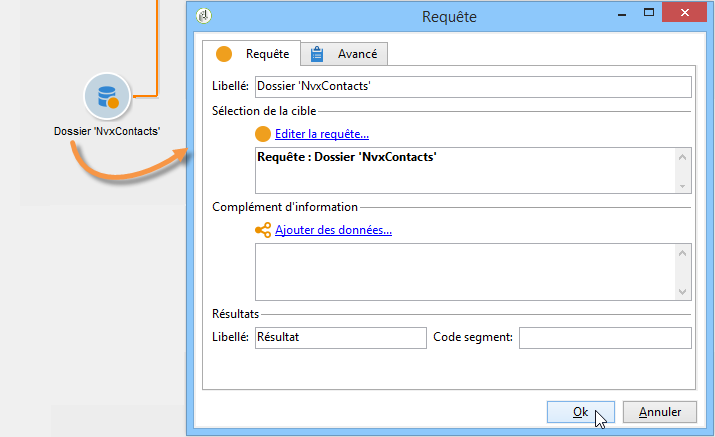 Requête
Requête
Avancé
Libellé: Dossier 'NvxContacts'
Sélection de la cible
Editer la requête...
Dossier 'NvxContacts'
Requête : Dossier 'NvxContacts'
Complément d'information
Ajouter des données...
Résultats
Libellé: Résultat Code segment:
Ok
Annuler